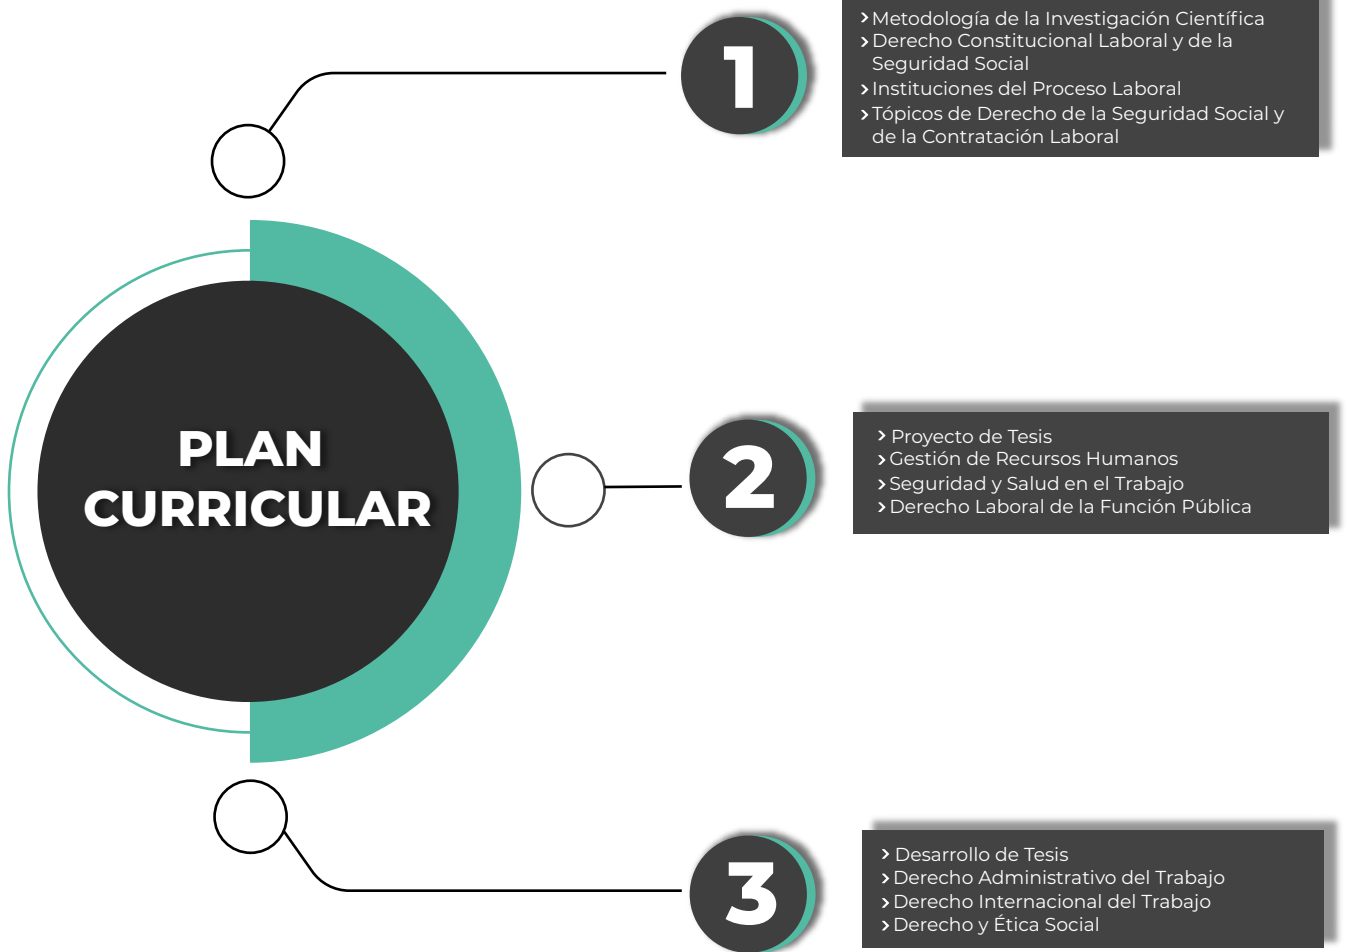 1
> Metodología de la Investigación Científica
> Derecho Constitucional Laboral y de la
Seguridad Social
> Instituciones del Proceso Laboral
> Tópicos de Derecho de la Seguridad Social y
de la Contratación Laboral
PLAN
CURRICULAR
2
> Proyecto de Tesis
> Gestión de Recursos Humanos
> Seguridad y Salud en el Trabajo
> Derecho Laboral de la Función Pública
3
> Desarrollo de Tesis
> Derecho Administrativo del Trabajo
> Derecho Internacional del Trabajo
> Derecho y Ética Social